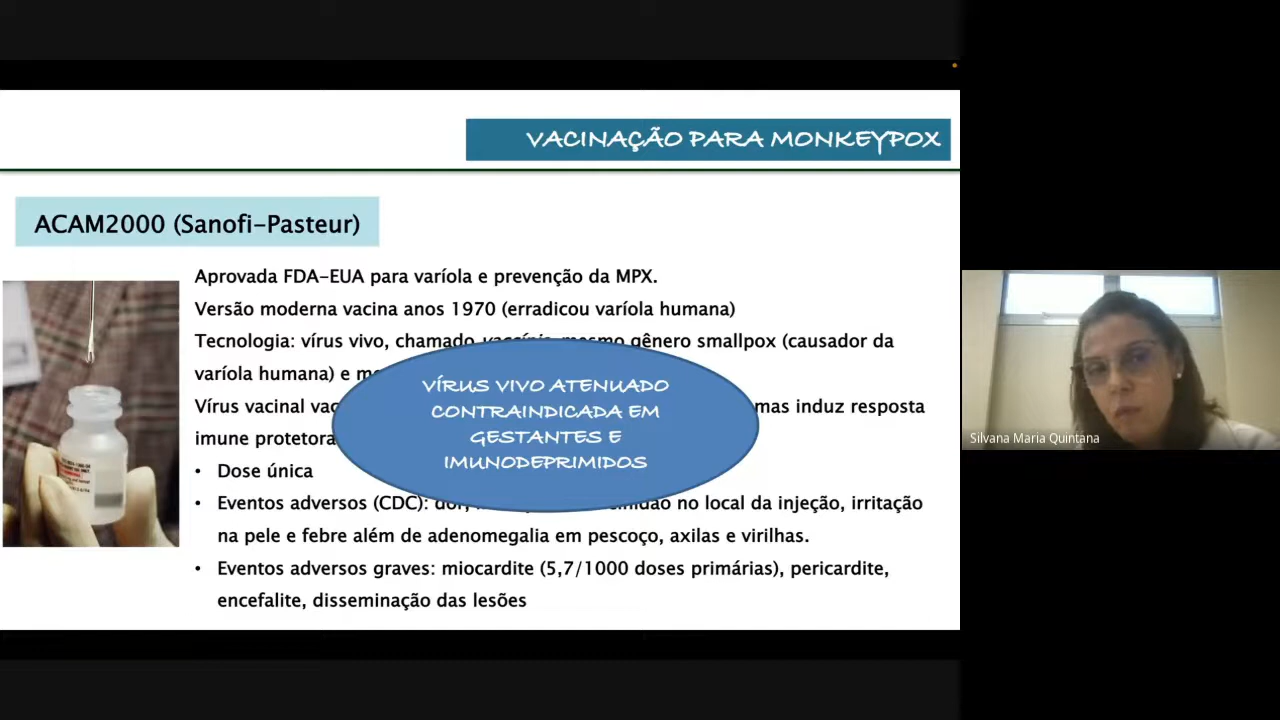 VACINAÇÃO PARA MONKEYPOX
ACAM2000 (Sanofi-Pasteur)
Aprovada FDA-EUA para varíola e prevenção da MPX.
Versão moderna vacina anos 1970 (erradicou varíola humana)
Tecnologia: vírus vivo, chamado vaccínia mesmo gênero smallpox (causador da
varíola humana) e
Vírus vacinal mas induz resposta
imune protetora
• Dose única
• Eventos adversos (CDC): dor, no local da injeção, irritação
na pele e febre além de adenomegalia em pescoço, axilas e virilhas.
• Eventos adversos graves: miocardite (5,7/1000 doses primárias), pericardite,
encefalite, disseminação das lesões
VÍRUS VIVO ATENUADO
CONTRAINDICADA EM
GESTANTES E
IMUNODEPRIMIDOS
Silvana Maria Quintana